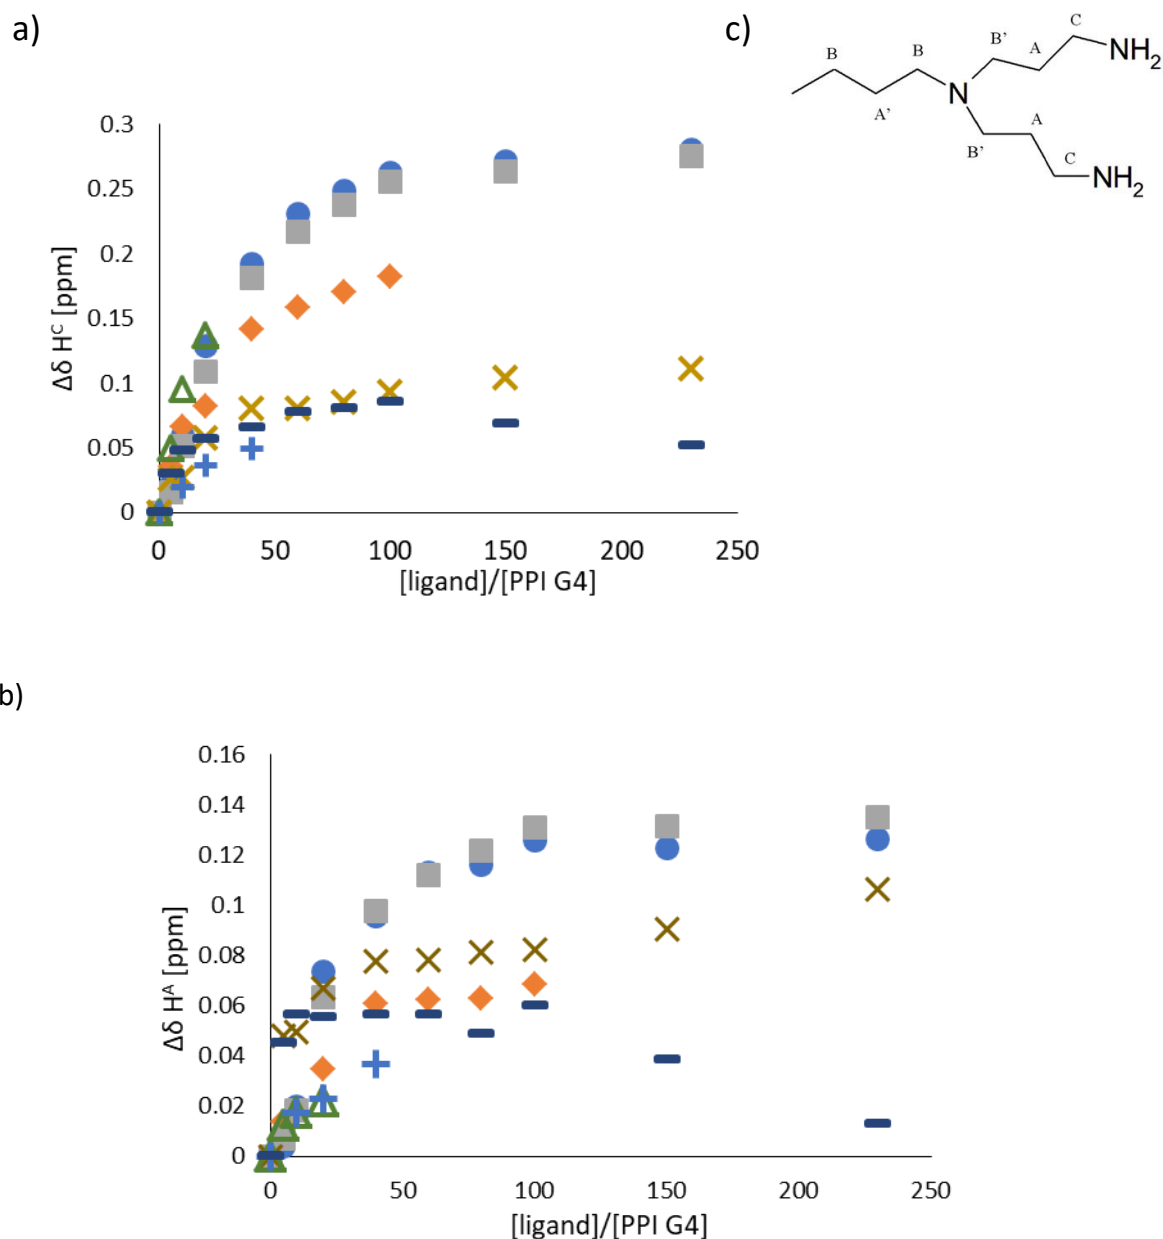 a)
c)
0.3
0.25
0.2
0.15
0.1
0.05
0
Δδ Hᶜ [ppm]
0 50 100 150 200 250
[ligand]/[PPI G4]
B B B' A C NH₂
A' N
B' A C NH₂
b)
0.16
0.14
0.12
0.1
0.08
0.06
0.04
0.02
0
Δδ Hᴬ [ppm]
0 50 100 150 200 250
[ligand]/[PPI G4]